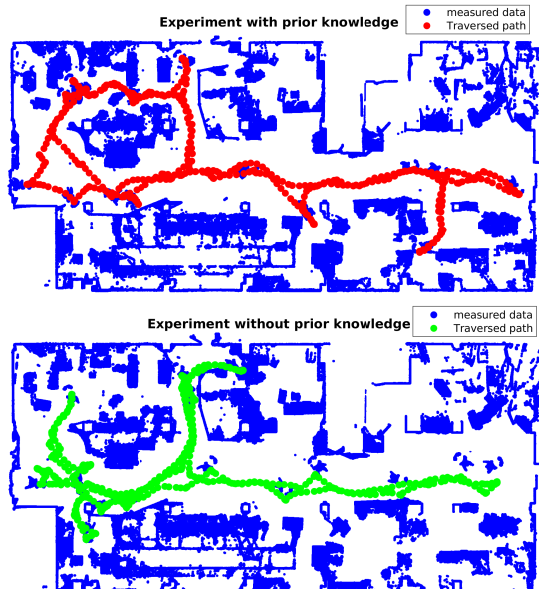 Experiment with prior knowledge
measured data
Traversed path
Experiment without prior knowledge
measured data
Traversed path